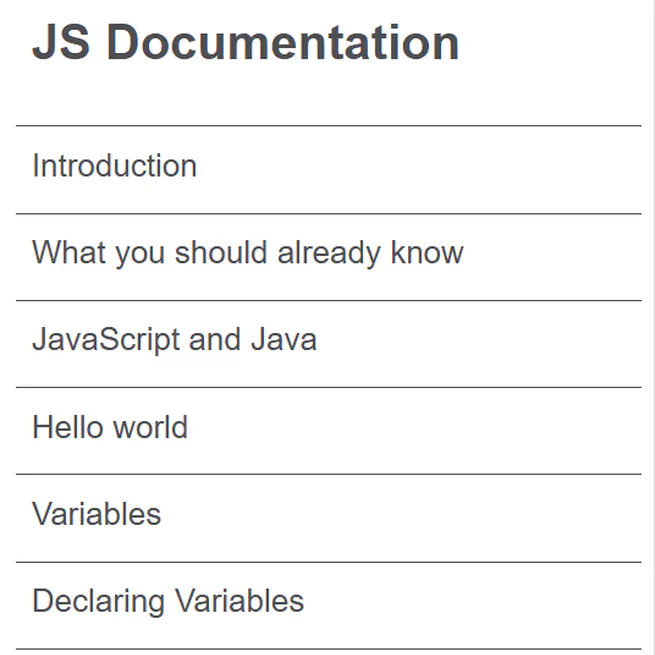 JS Documentation
Introduction
What you should already know
JavaScript and Java
Hello world
Variables
Declaring Variables